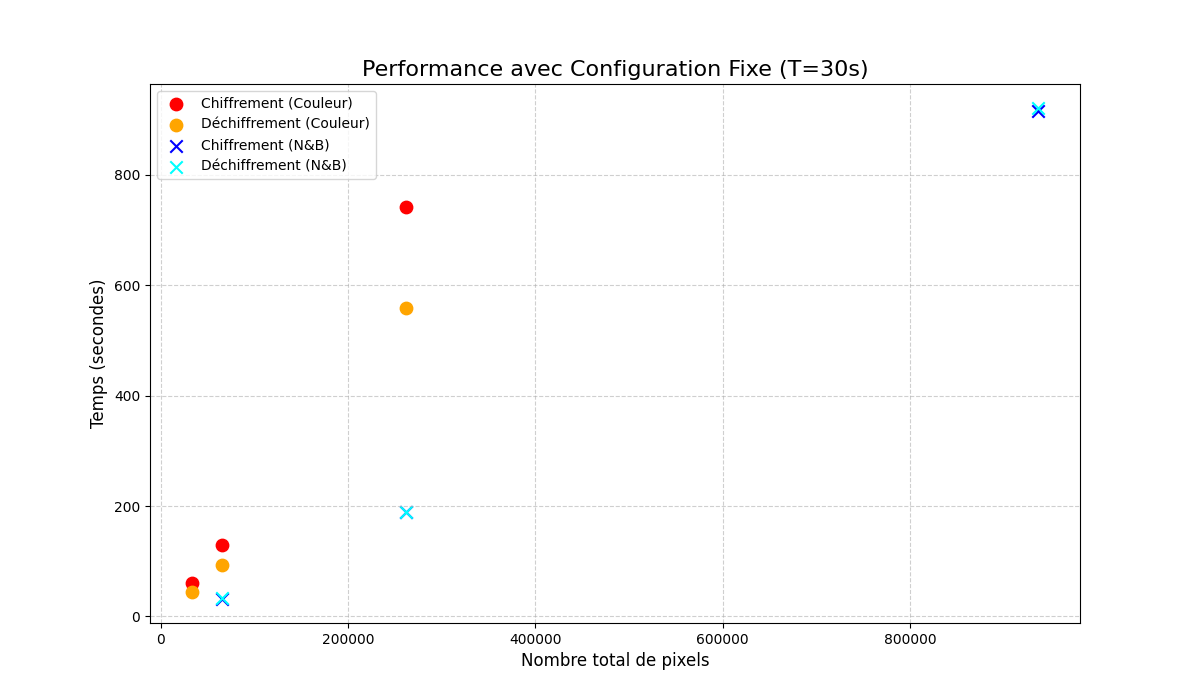 Performance avec Configuration Fixe (T=30s)
Chiffrement (Couleur)
Déchiffrement (Couleur)
Chiffrement (N&B)
Déchiffrement (N&B)
Temps (secondes)
800
600
400
200
0
0 200000 400000 600000 800000
Nombre total de pixels